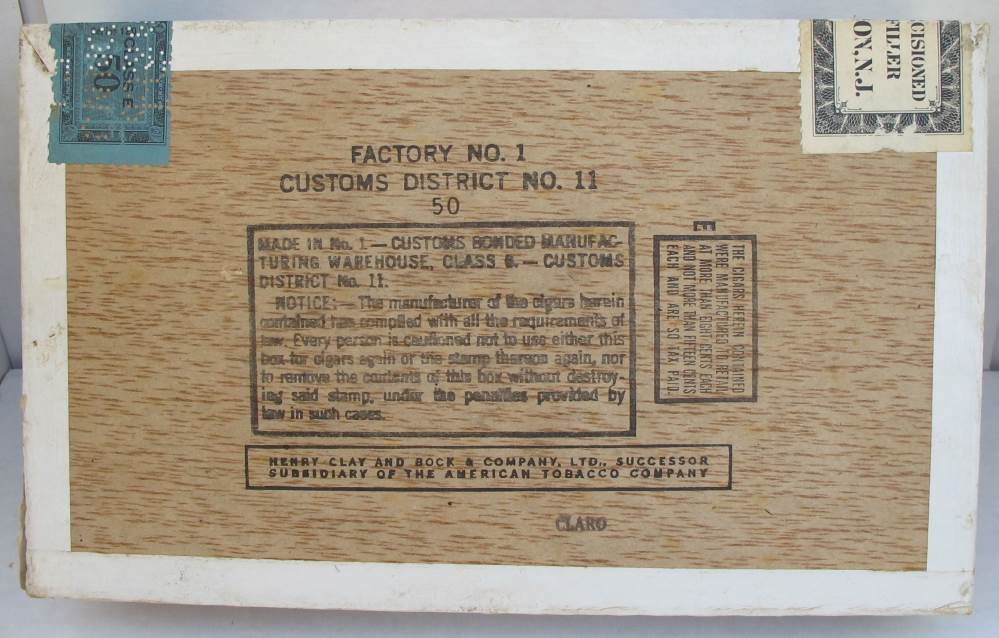 CLASS E
50
CISIONED
FILLER
ON, N.J.
FACTORY NO. 1
CUSTOMS DISTRICT NO. 11
50
MADE IN No. 1 — CUSTOMS BONDED MANUFAC-
TURING WAREHOUSE, CLASS 6. — CUSTOMS
DISTRICT No. 11.
NOTICE:— The manufacturer of the cigars herein
contained has complied with all the requirements of
law. Every person is cautioned not to use either this
box for cigars again or the stamp thereon again, nor
to remove the contents of this box without destroy-
ing said stamp, under the penalties provided by
law in such cases.
THE CIGARS HEREIN CONTAINED
WERE MANUFACTURED TO RETAIL
AT MORE THAN EIGHT CENTS EACH
AND NOT MORE THAN FIFTEEN CENTS
EACH AND ARE SO TAX PAID.
HENRY CLAY AND BOCK & COMPANY, LTD., SUCCESSOR
SUBSIDIARY OF THE AMERICAN TOBACCO COMPANY
CLARO